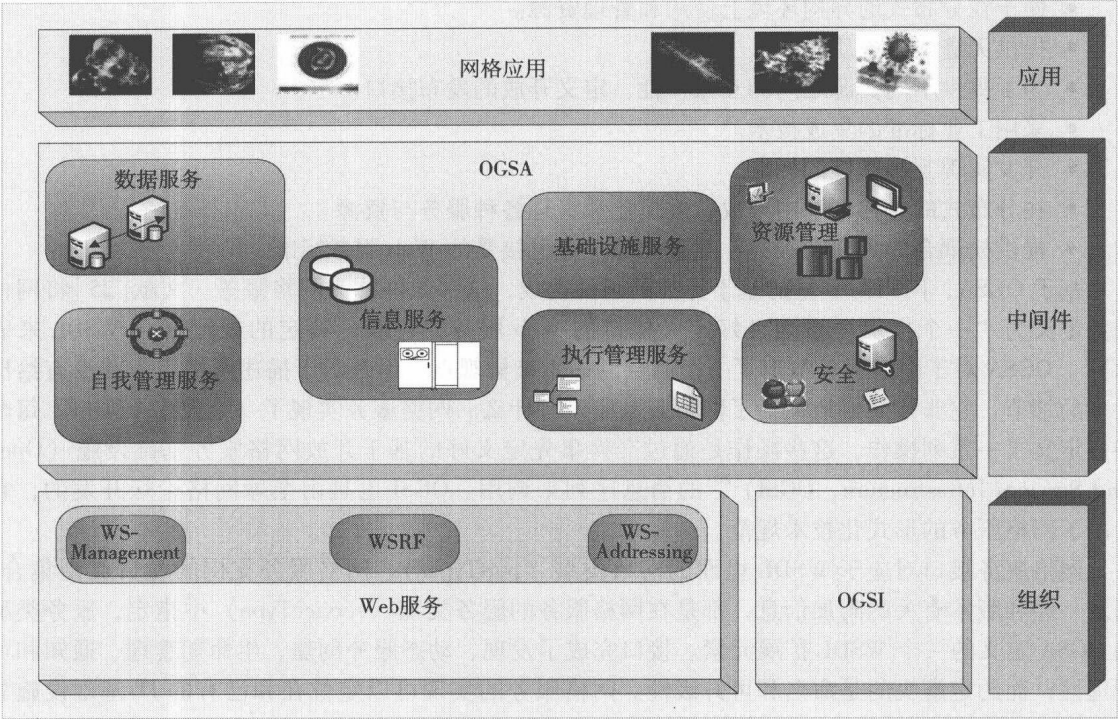 网格应用
应用
OGSA
数据服务
基础设施服务
资源管理
信息服务
中间件
自我管理服务
执行管理服务
安全
WS-
Management
WSRF
WS-
Addressing
Web服务
OGSI
组织